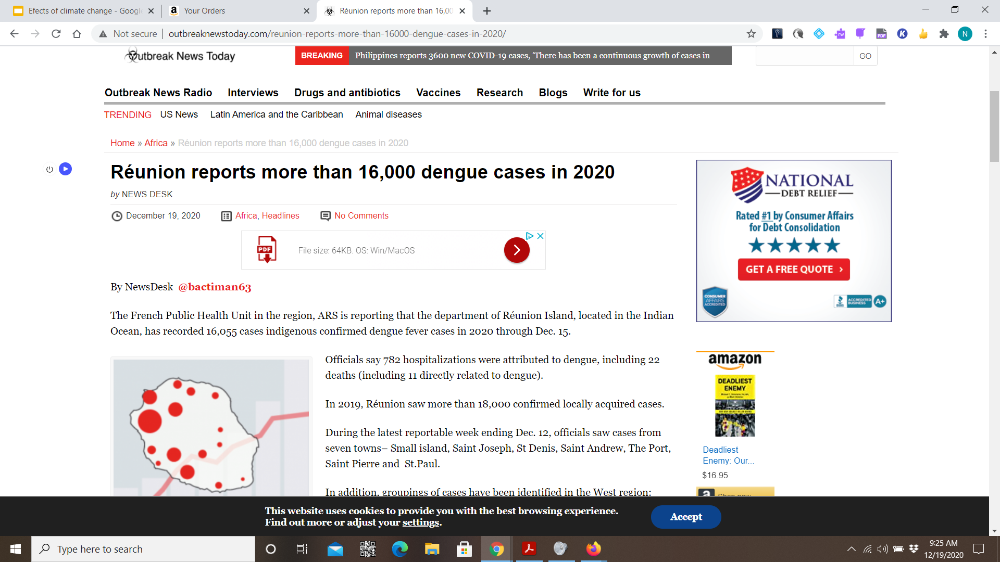 Efects of climate change - Google
Your Orders
Réunion reports more than 16,00
Not secure
outbreaknewstoday.com/reunion-reports-more-than-16000-dengue-cases-in-2020/
rw
PDF
K
N
Outbreak News Today
BREAKING
Philippines reports 3600 new COVID-19 cases, ‘There has been a continuous growth of cases in
GO
Outbreak News Radio Interviews Drugs and antibiotics Vaccines Research Blogs Write for us
TRENDING US News Latin America and the Caribbean Animal diseases
Home » Africa » Réunion reports more than 16,000 dengue cases in 2020
Réunion reports more than 16,000 dengue cases in 2020
by NEWS DESK
December 19, 2020 Africa, Headlines No Comments
PDF
File size: 64KB. OS: Win/MacOS
By NewsDesk @bactiman63
The French Public Health Unit in the region, ARS is reporting that the department of Réunion Island, located in the Indian
Ocean, has recorded 16,055 cases indigenous confirmed dengue fever cases in 2020 through Dec. 15.
Officials say 782 hospitalizations were attributed to dengue, including 22
deaths (including 11 directly related to dengue).
In 2019, Réunion saw more than 18,000 confirmed locally acquired cases.
During the latest reportable week ending Dec. 12, officials saw cases from
seven towns– Small island, Saint Joseph, St Denis, Saint Andrew, The Port,
Saint Pierre and St.Paul.
In addition, groupings of cases have been identified in the West region:
NATIONAL
DEBT RELIEF
Rated #1 by Consumer Affairs
for Debt Consolidation
GET A FREE QUOTE ›
CONSUMER
AFFAIRS
ACCREDITED
BBB
ACCREDITED
BUSINESS
A+
amazon
DEADLIEST
ENEMY
Deadliest
Enemy: Our...
$16.95
Shop now
This website uses cookies to provide you with the best browsing experience.
Find out more or adjust your settings.
Accept
Type here to search
9:25 AM
12/19/2020